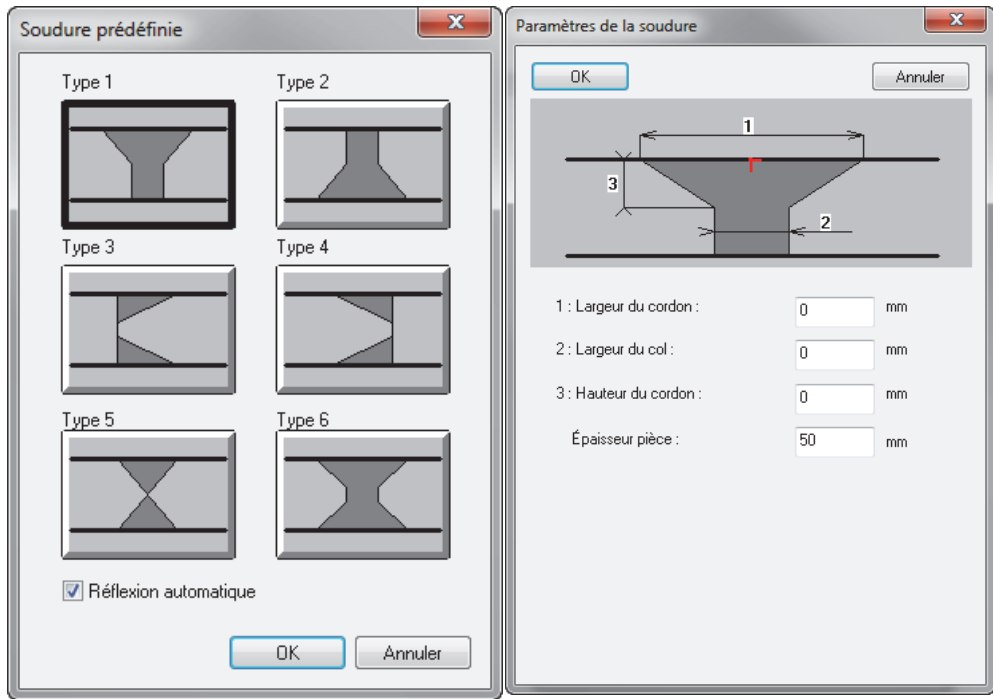 Soudure prédéfinie
Type 1
Type 2
Type 3
Type 4
Type 5
Type 6
Réflexion automatique
OK
Annuler
Paramètres de la soudure
OK
Annuler
1
3
2
1 : Largeur du cordon :
0
mm
2 : Largeur du col :
0
mm
3 : Hauteur du cordon :
0
mm
Épaisseur pièce :
50
mm